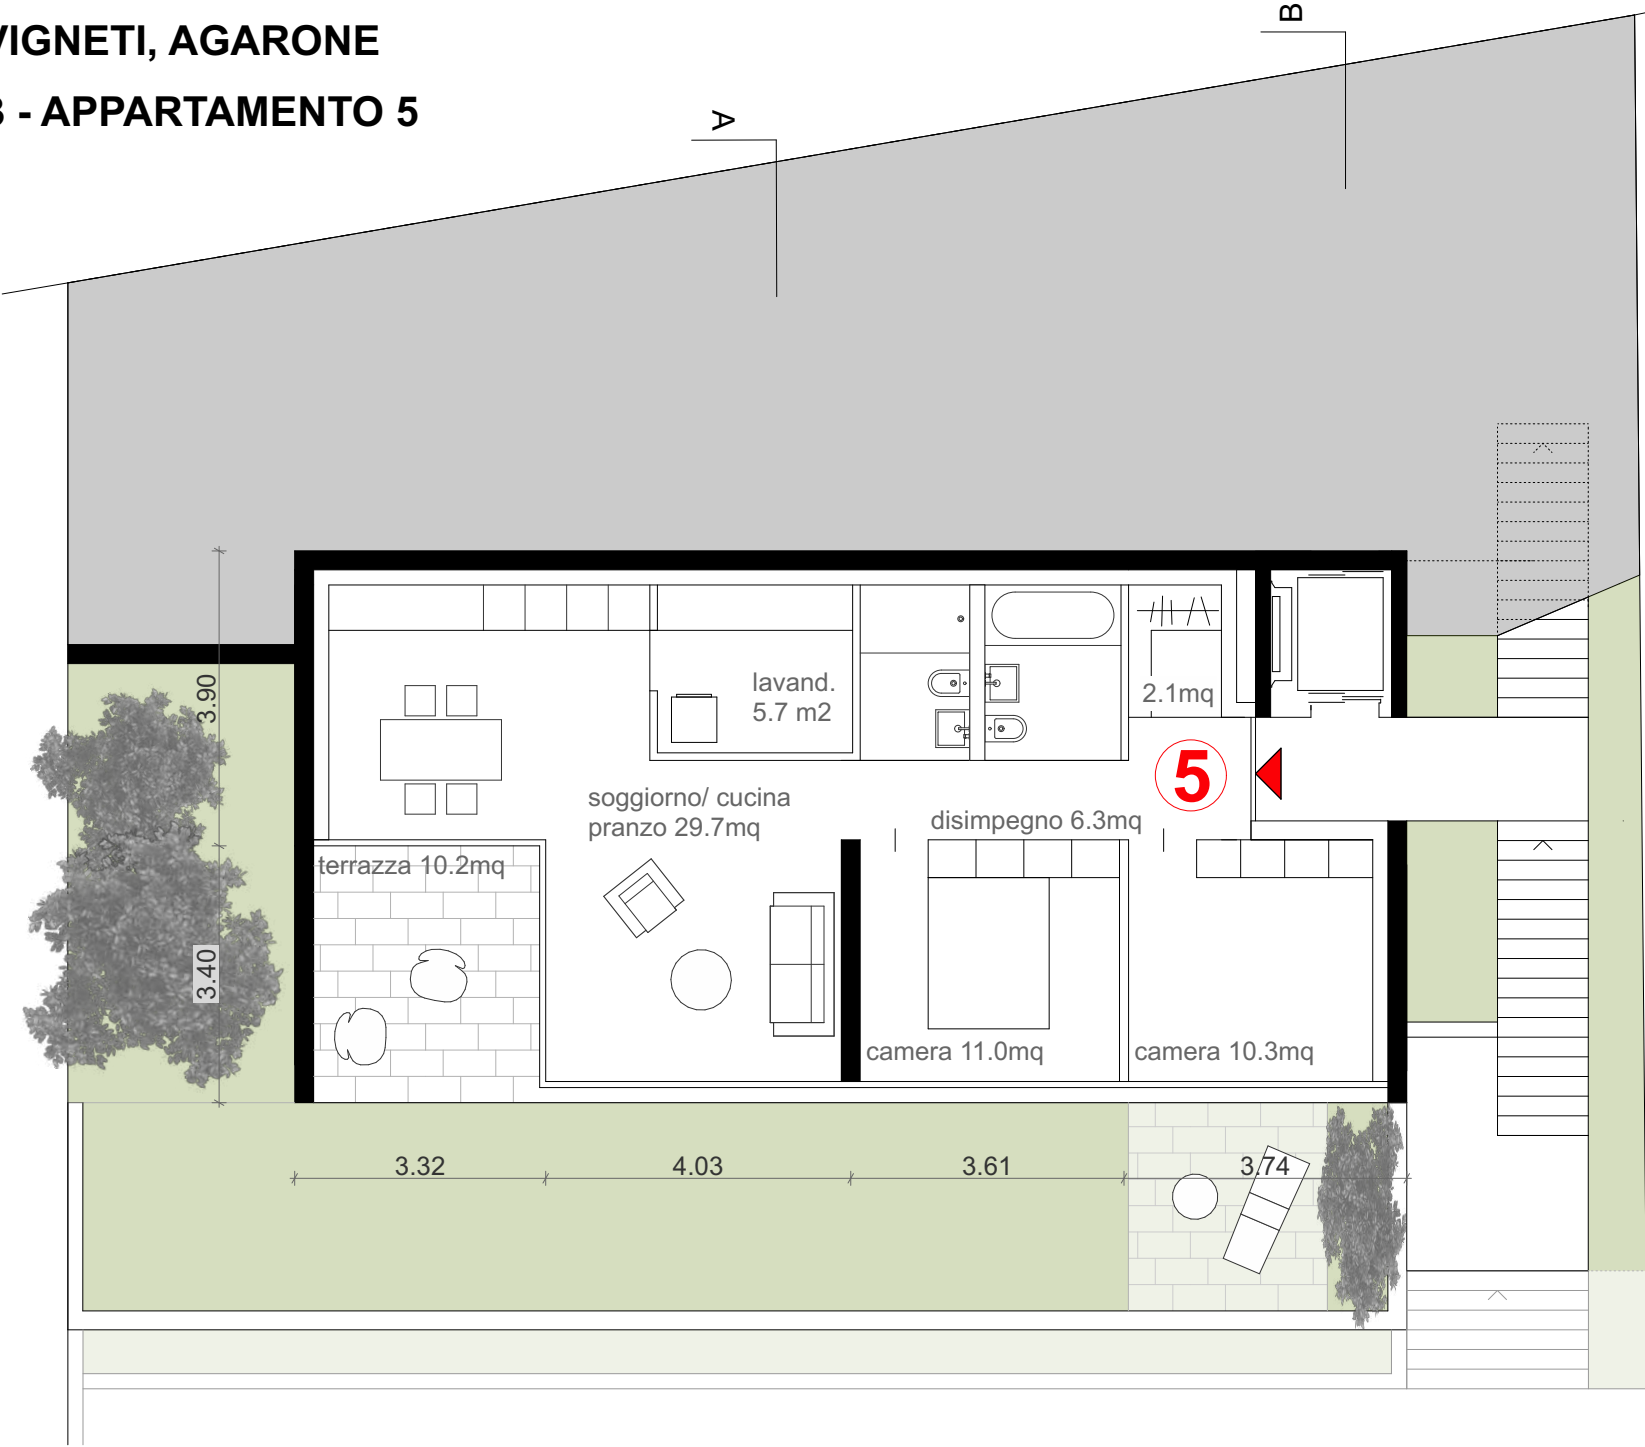 VIGNETI, AGARONE
- APPARTAMENTO 5
B
A
3.90
lavand.
5.7 m2
2.1mq
5
soggiorno/ cucina
pranzo 29.7mq
disimpegno 6.3mq
terrazza 10.2mq
3.40
camera 11.0mq
camera 10.3mq
3.32
4.03
3.61
3.74